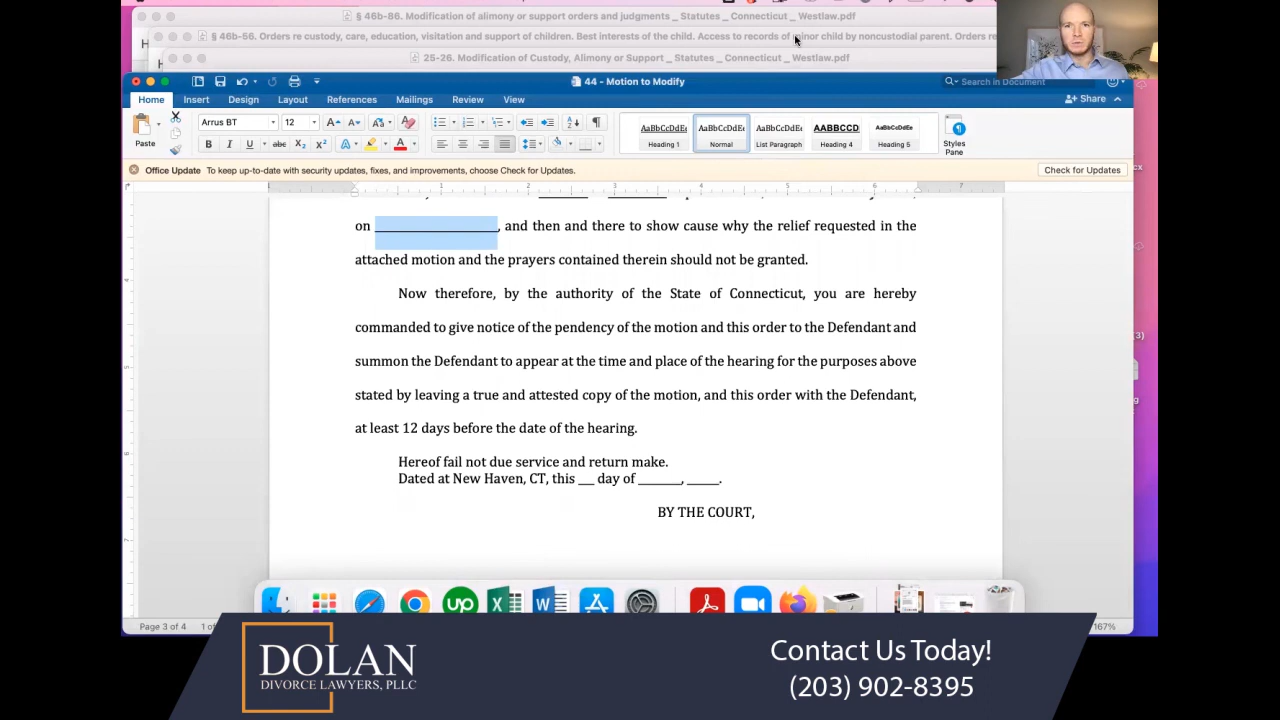 § 46b-86. Modification of alimony or support orders and judgments _ Statutes _ Connecticut _ Westlaw.pdf
§ 46b-56. Orders re custody, care, education, visitation and support of children. Best interests of the child. Access to records of minor child by noncustodial parent. Orders re
25-26. Modification of Custody, Alimony or Support _ Statutes _ Connecticut _ Westlaw.pdf
44 - Motion to Modify
Search in Document
Home Insert Design Layout References Mailings Review View
Share
Paste
Arrus BT 12
AaBbCcDdEe AaBbCcDdEe AaBbCcDdEe AABBCCD AaBbCcDdEe
Heading 1 Normal List Paragraph Heading 4 Heading 5
Styles
Pane
Office Update To keep up-to-date with security updates, fixes, and improvements, choose Check for Updates.
Check for Updates
on __________________, and then and there to show cause why the relief requested in the
attached motion and the prayers contained therein should not be granted.
Now therefore, by the authority of the State of Connecticut, you are hereby
commanded to give notice of the pendency of the motion and this order to the Defendant and
summon the Defendant to appear at the time and place of the hearing for the purposes above
stated by leaving a true and attested copy of the motion, and this order with the Defendant,
at least 12 days before the date of the hearing.
Hereof fail not due service and return make.
Dated at New Haven, CT, this __ day of ______, _____.
BY THE COURT,
Page 3 of 4
167%
DOLAN
DIVORCE LAWYERS, PLLC
Contact Us Today!
(203) 902-8395